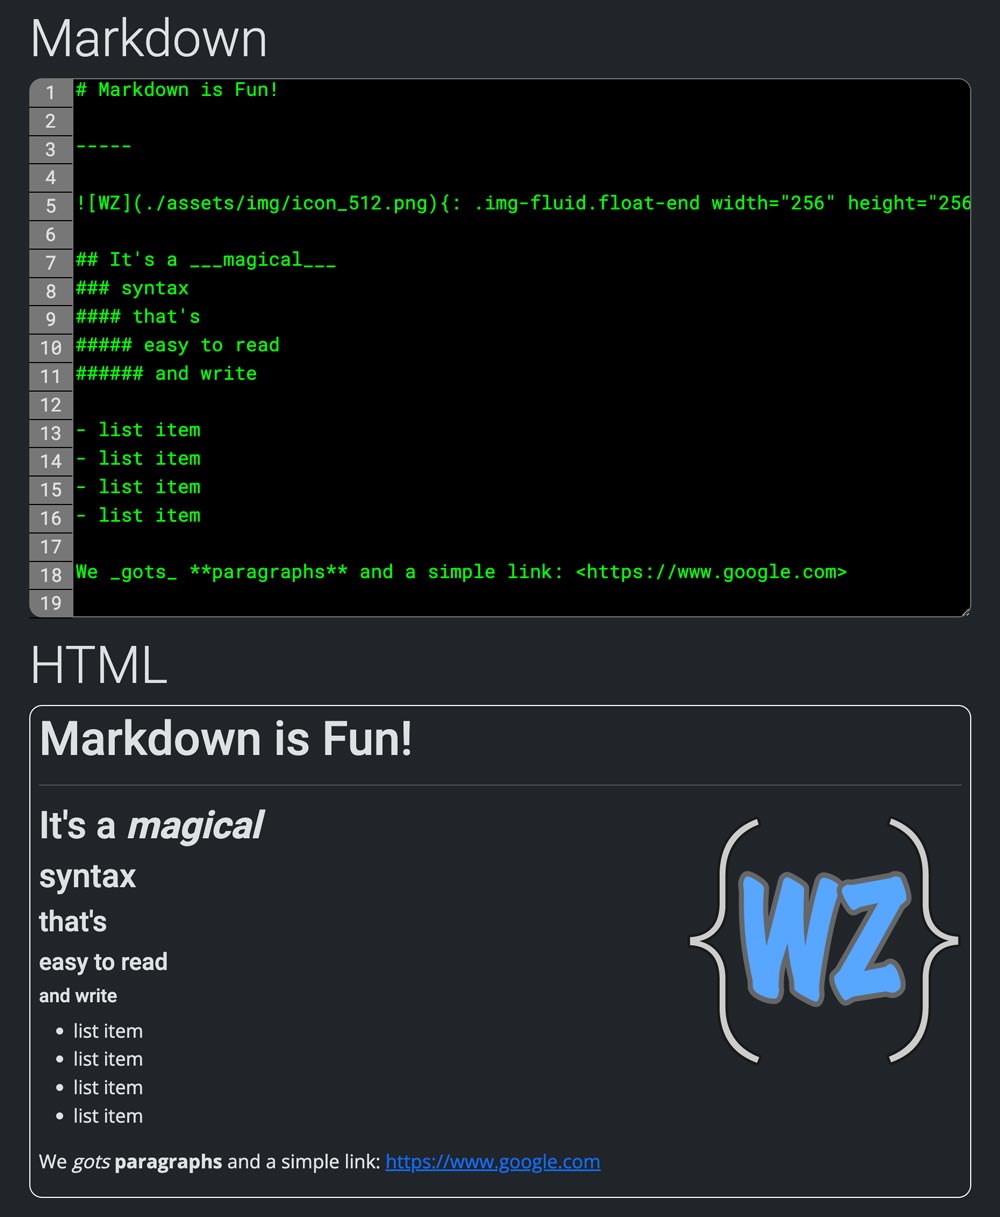 Markdown
1 # Markdown is Fun!
2
3 -----
4
5 ![WZ](./assets/img/icon_512.png){: .img-fluid.float-end width="256" height="256
6
7 ## It's a ___magical___
8 ### syntax
9 #### that's
10 ##### easy to read
11 ###### and write
12
13 - list item
14 - list item
15 - list item
16 - list item
17
18 We _gots_ **paragraphs** and a simple link: <https://www.google.com>
19
HTML
Markdown is Fun!
It's a magical
{WZ}
syntax
that's
easy to read
and write
• list item
• list item
• list item
• list item
We gots paragraphs and a simple link: https://www.google.com